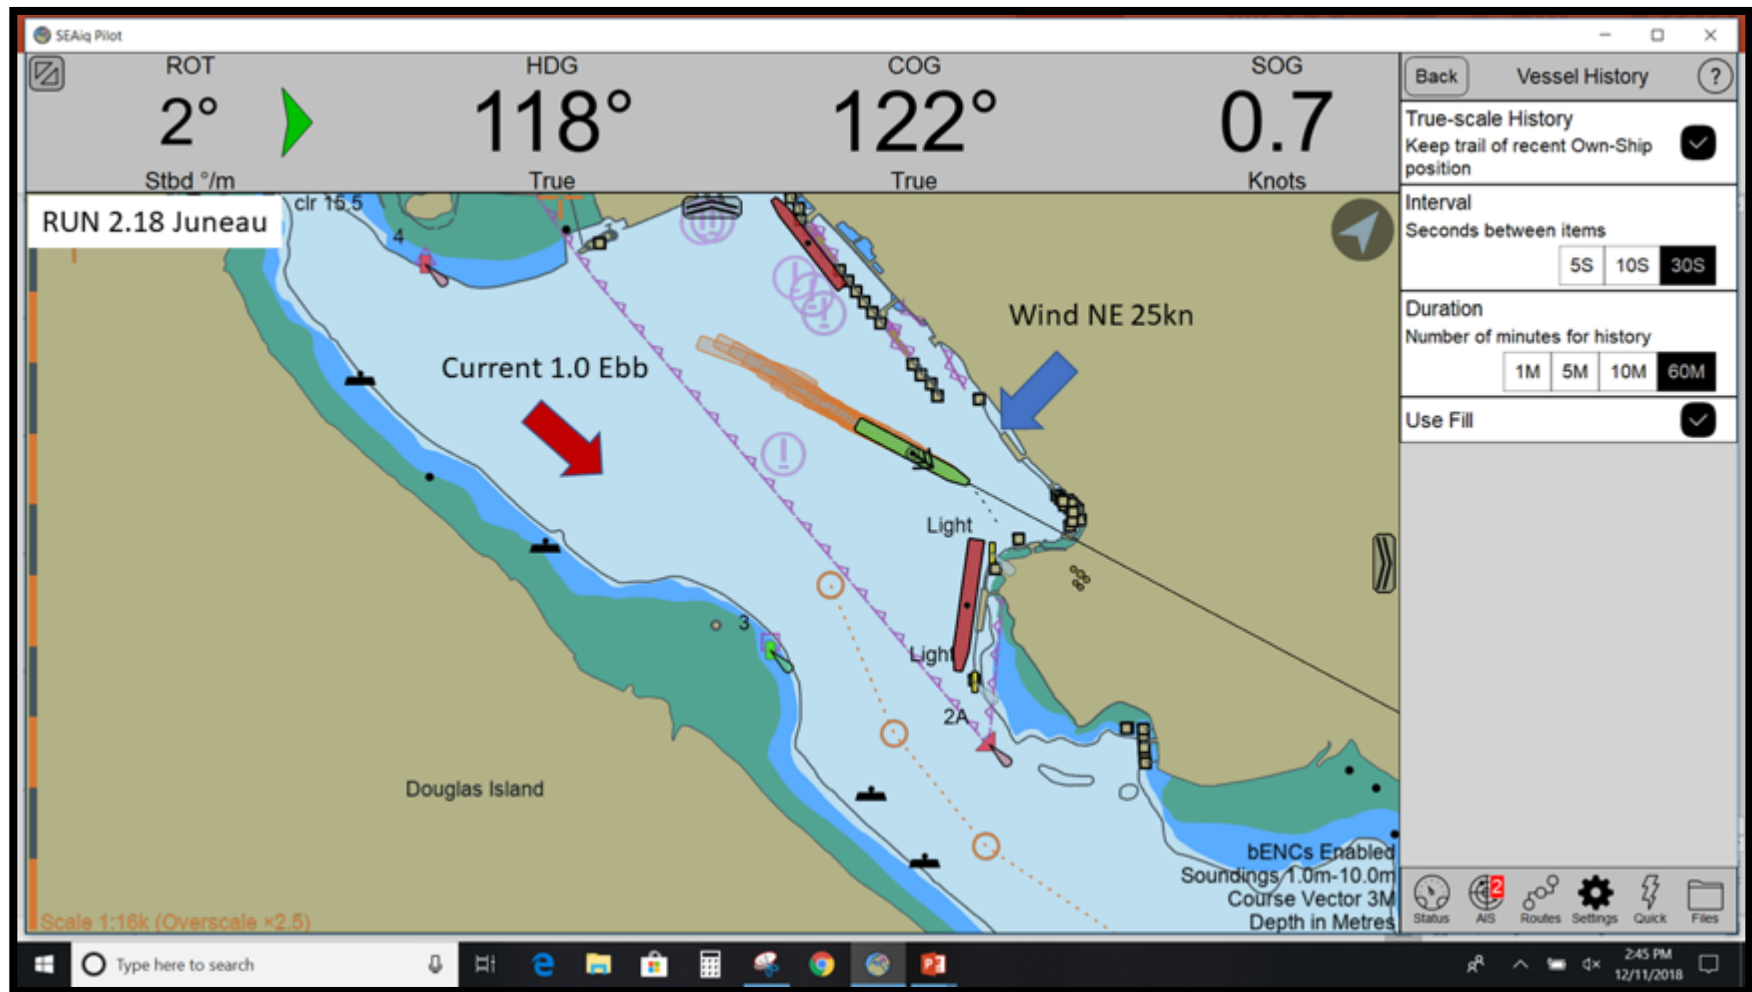 SEAiq Pilot
ROT
HDG
COG
SOG
2°
118°
122°
0.7
Stbd °/m
True
True
Knots
Back
Vessel History
?
True-scale History
Keep trail of recent Own-Ship
position
Interval
Seconds between items
5S 10S 30S
Duration
Number of minutes for history
1M 5M 10M 60M
Use Fill
RUN 2.18 Juneau
clr 15.5
4
Wind NE 25kn
Current 1.0 Ebb
Light
3
Light
2A
Douglas Island
bENCs Enabled
Soundings 1.0m-10.0m
Course Vector 3M
Depth in Metres
Scale 1:16k (Overscale ×2.5)
2
Status AIS Routes Settings Quick Files
Type here to search
2:45 PM
12/11/2018